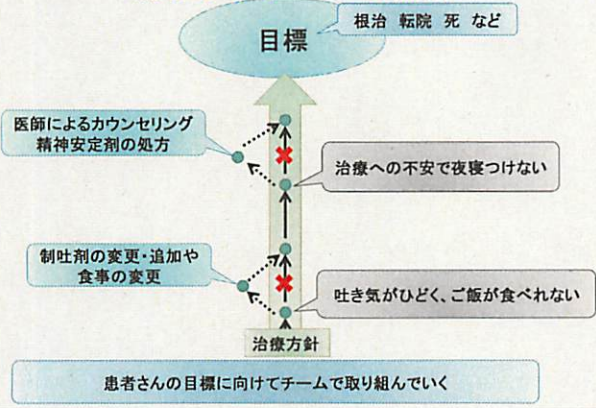 根治 転院 死 など
目標
医師によるカウンセリング
精神安定剤の処方
治療への不安で夜寝つけない
制吐剤の変更・追加や
食事の変更
吐き気がひどく、ご飯が食べれない
治療方針
患者さんの目標に向けてチームで取り組んでいく